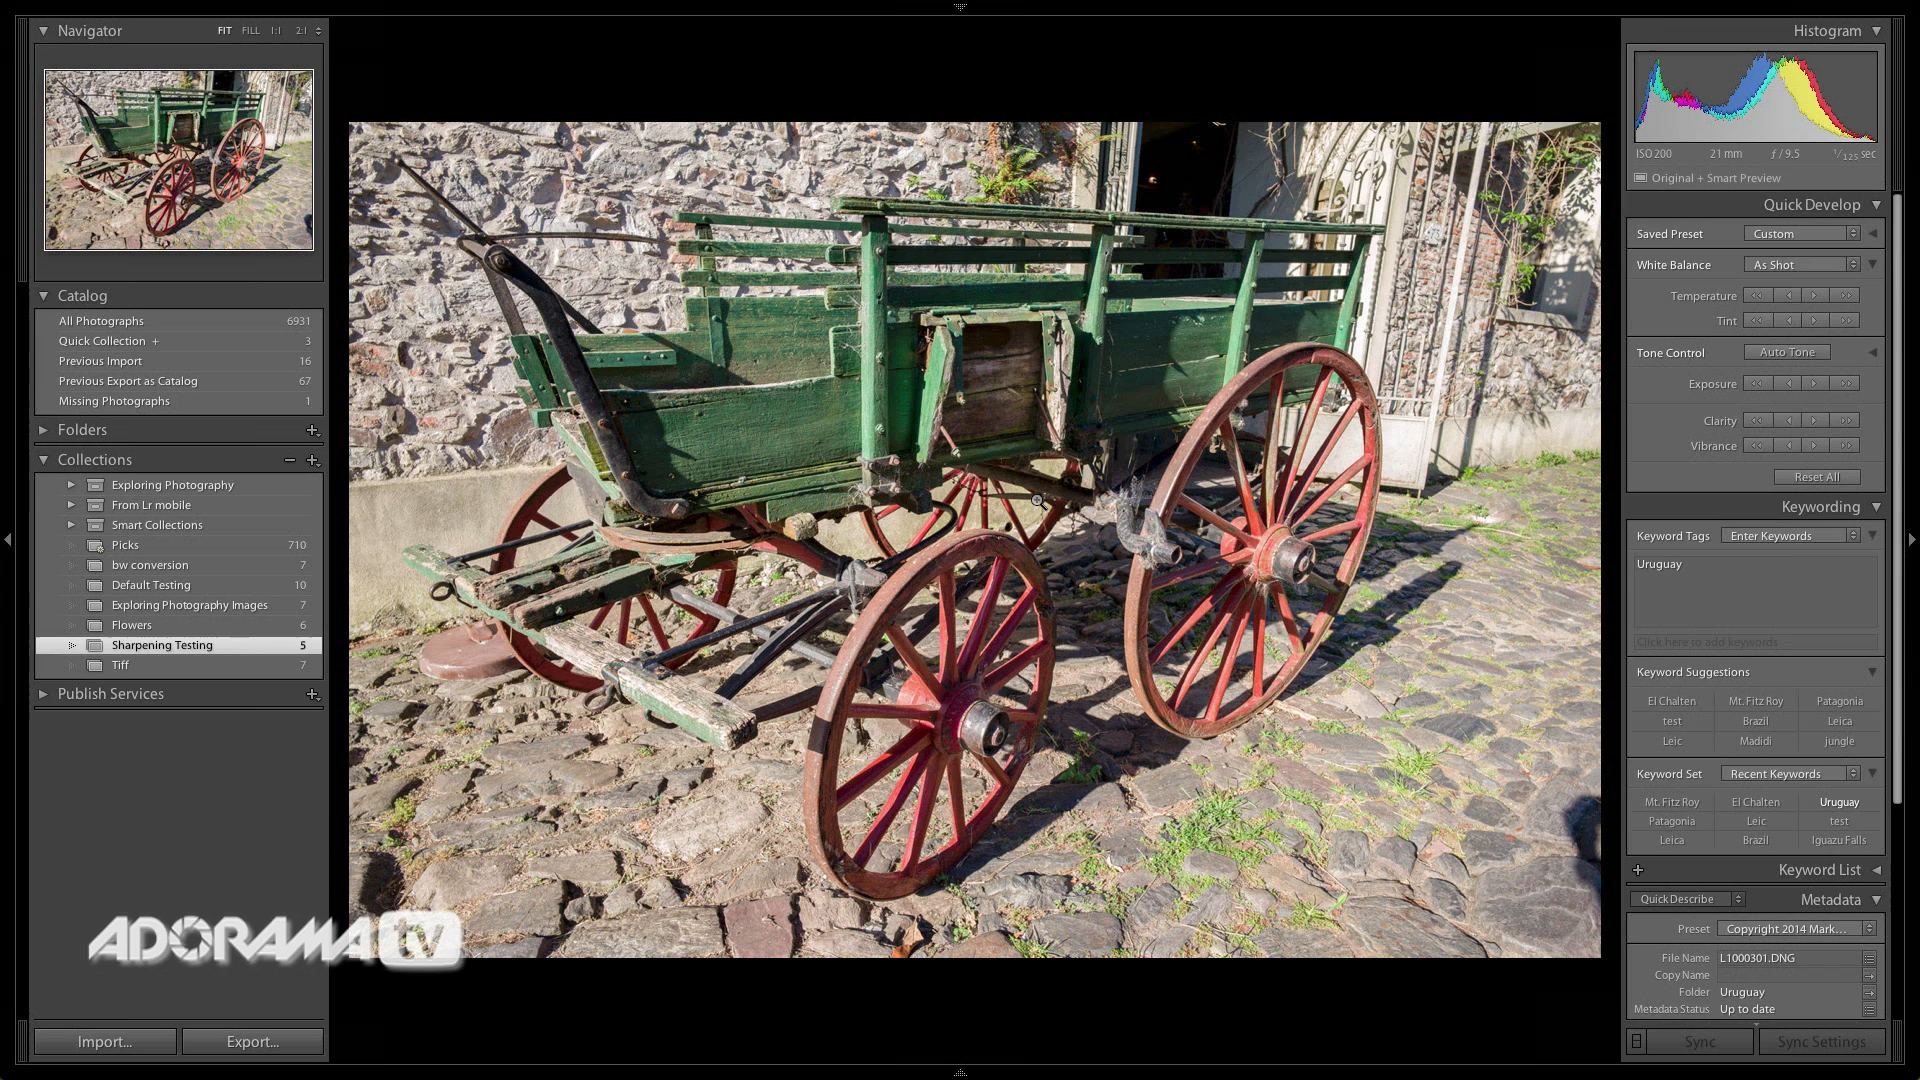 Navigator FIT FILL 1:1 2:1
Catalog
All Photographs 6931
Quick Collection + 3
Previous Import 16
Previous Export as Catalog 67
Missing Photographs 1
Folders
Collections
Exploring Photography
From Lr mobile
Smart Collections
Picks 710
bw conversion 7
Default Testing 10
Exploring Photography Images 7
Flowers 6
Sharpening Testing 5
Tiff 7
Publish Services
ADORAMA TV
Import... Export...
Histogram
ISO 200 21 mm ƒ / 9.5 1/125 sec
Original + Smart Preview
Quick Develop
Saved Preset Custom
White Balance As Shot
Temperature
Tint
Tone Control Auto Tone
Exposure
Clarity
Vibrance
Reset All
Keywording
Keyword Tags Enter Keywords
Uruguay
Click here to add keywords
Keyword Suggestions
El Chalten Mt. Fitz Roy Patagonia
test Brazil Leica
Leic Madidi jungle
Keyword Set Recent Keywords
Mt. Fitz Roy El Chalten Uruguay
Patagonia Leic test
Leica Brazil Iguazu Falls
Keyword List
Quick Describe Metadata
Preset Copyright 2014 Mark...
File Name L1000301.DNG
Copy Name
Folder Uruguay
Metadata Status Up to date
Sync Sync Settings